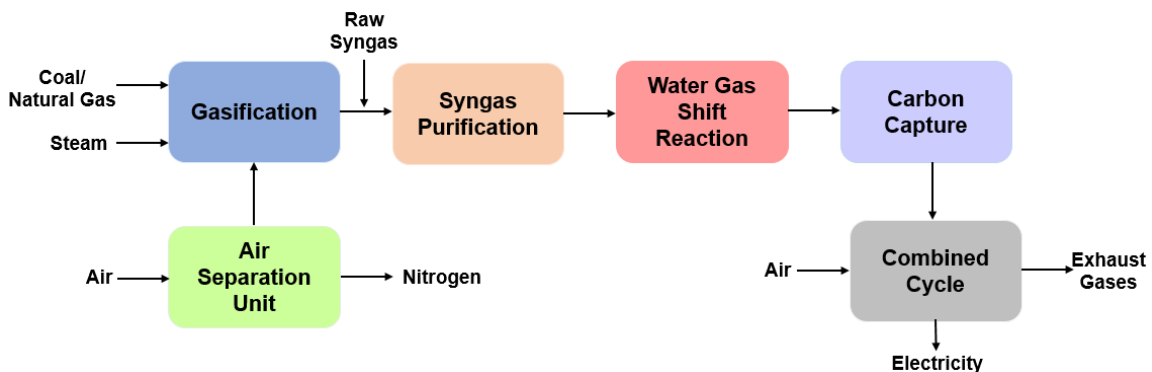 Raw
Syngas
Coal/
Natural Gas
Steam
Gasification
Syngas
Purification
Water Gas
Shift
Reaction
Carbon
Capture
Air
Air
Separation
Unit
Nitrogen
Air
Combined
Cycle
Exhaust
Gases
Electricity